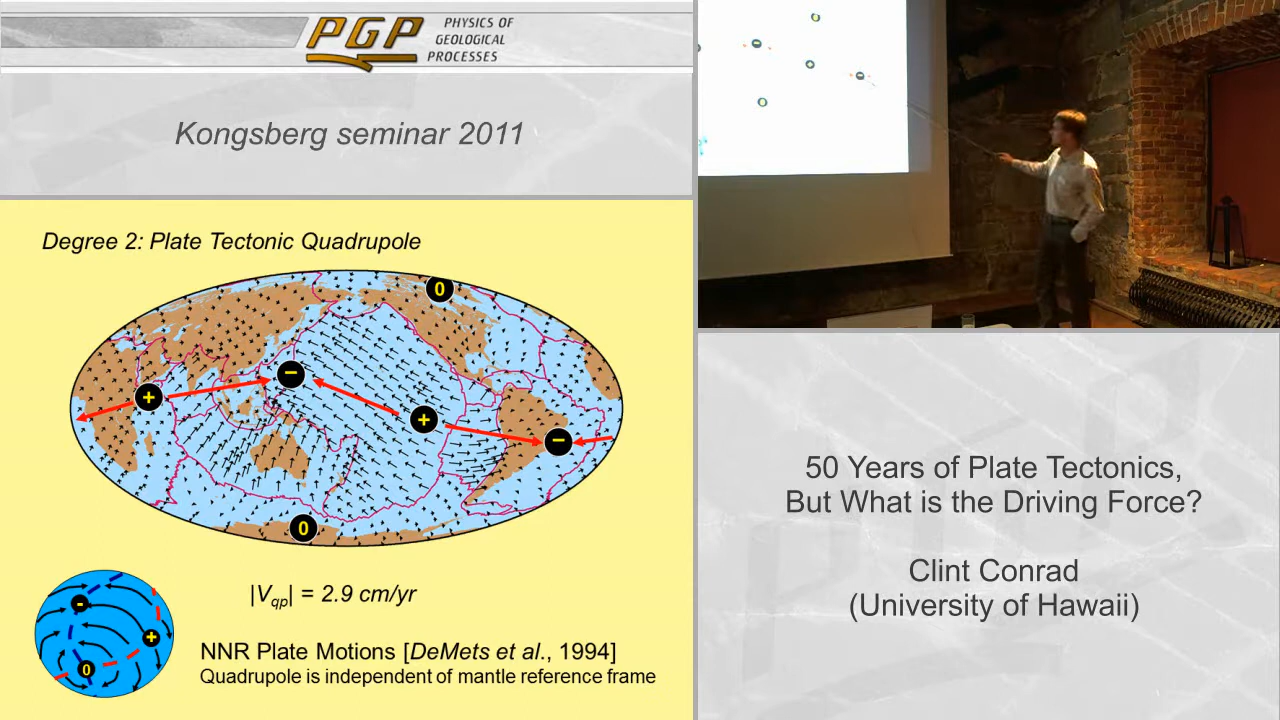 PGP
PHYSICS OF
GEOLOGICAL
PROCESSES
Kongsberg seminar 2011
Degree 2: Plate Tectonic Quadrupole
0
−
+
+
−
0
|Vqp| = 2.9 cm/yr
-
+
0
NNR Plate Motions [DeMets et al., 1994]
Quadrupole is independent of mantle reference frame
50 Years of Plate Tectonics,
But What is the Driving Force?
Clint Conrad
(University of Hawaii)